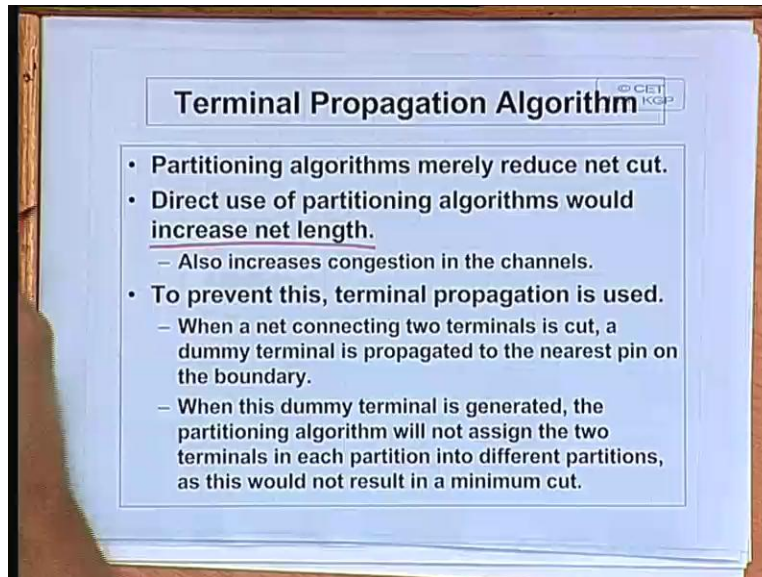 Terminal Propagation Algorithm
© CET
KGP
• Partitioning algorithms merely reduce net cut.
• Direct use of partitioning algorithms would
increase net length.
– Also increases congestion in the channels.
• To prevent this, terminal propagation is used.
– When a net connecting two terminals is cut, a
dummy terminal is propagated to the nearest pin on
the boundary.
– When this dummy terminal is generated, the
partitioning algorithm will not assign the two
terminals in each partition into different partitions,
as this would not result in a minimum cut.